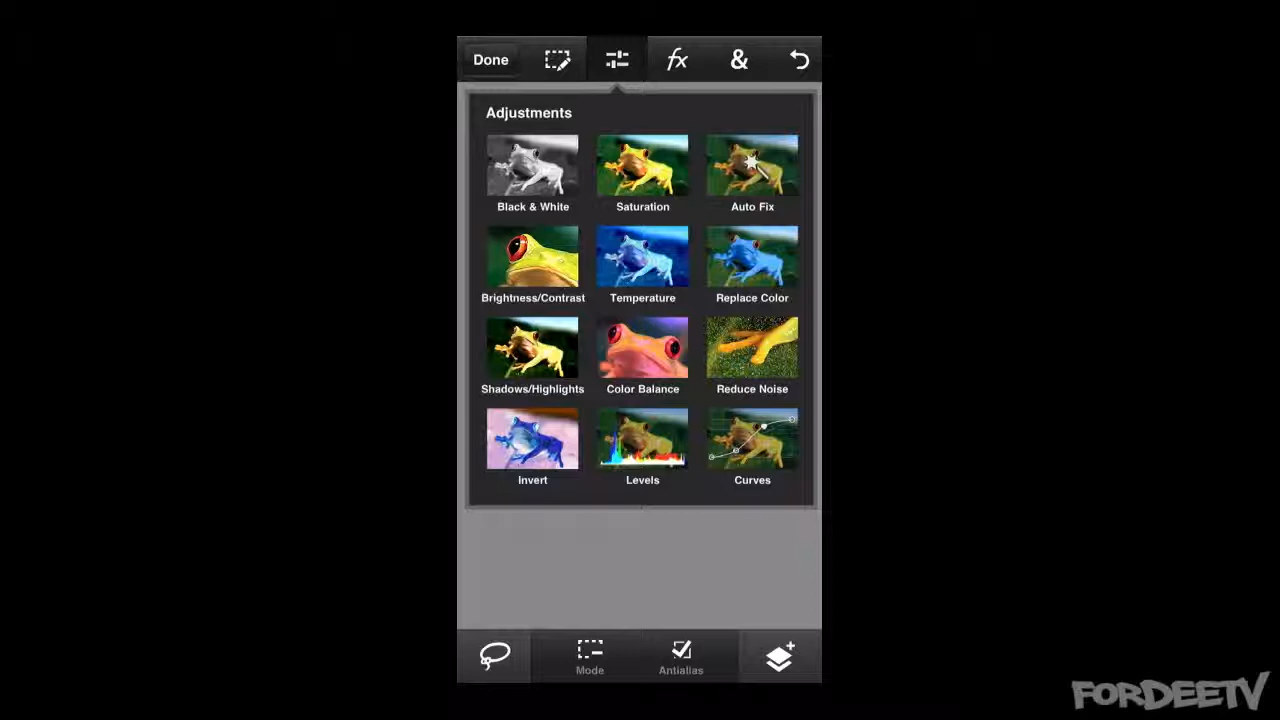 Done fx &
Adjustments
Black & White Saturation Auto Fix
Brightness/Contrast Temperature Replace Color
Shadows/Highlights Color Balance Reduce Noise
Invert Levels Curves
Mode Antialias
FORDEETV